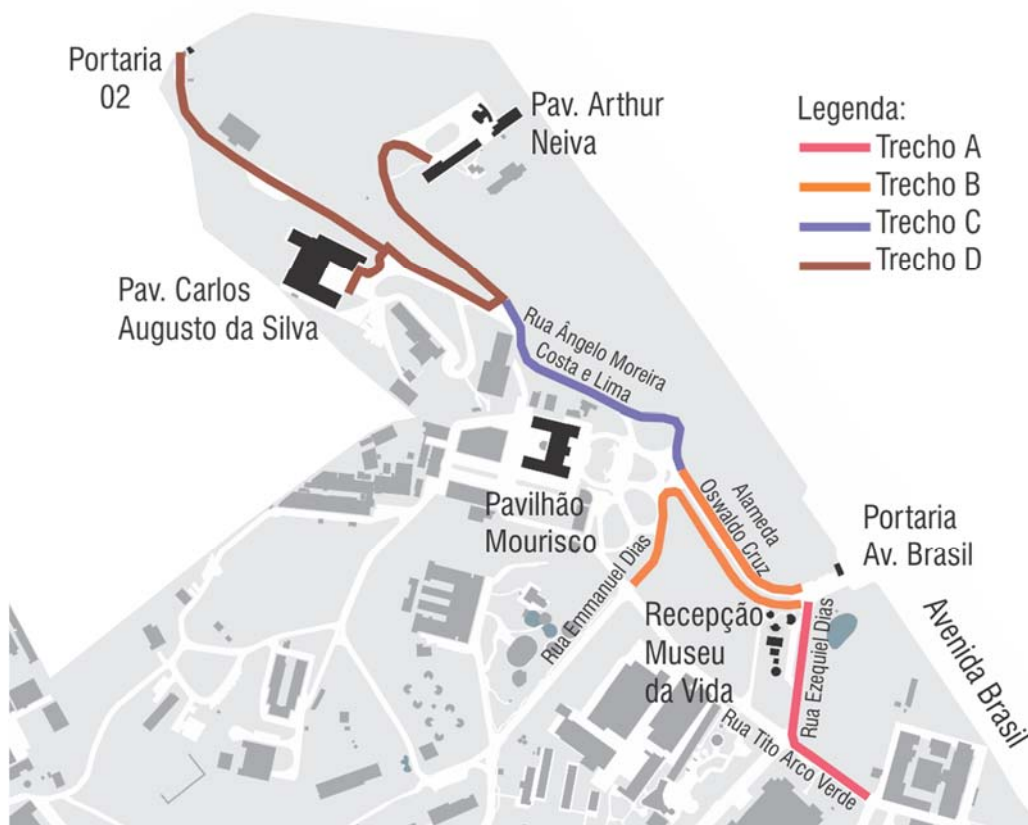 Portaria
02
Pav. Arthur
Neiva
Legenda:
Trecho A
Trecho B
Trecho C
Trecho D
Pav. Carlos
Augusto da Silva
Rua Ângelo Moreira
Costa e Lima
Pavilhão
Mourisco
Alameda
Oswaldo Cruz
Portaria
Av. Brasil
Rua Emmanuel Dias
Recepção
Museu
da Vida
Rua Ezequiel Dias
Avenida Brasil
Rua Tito Arco Verde